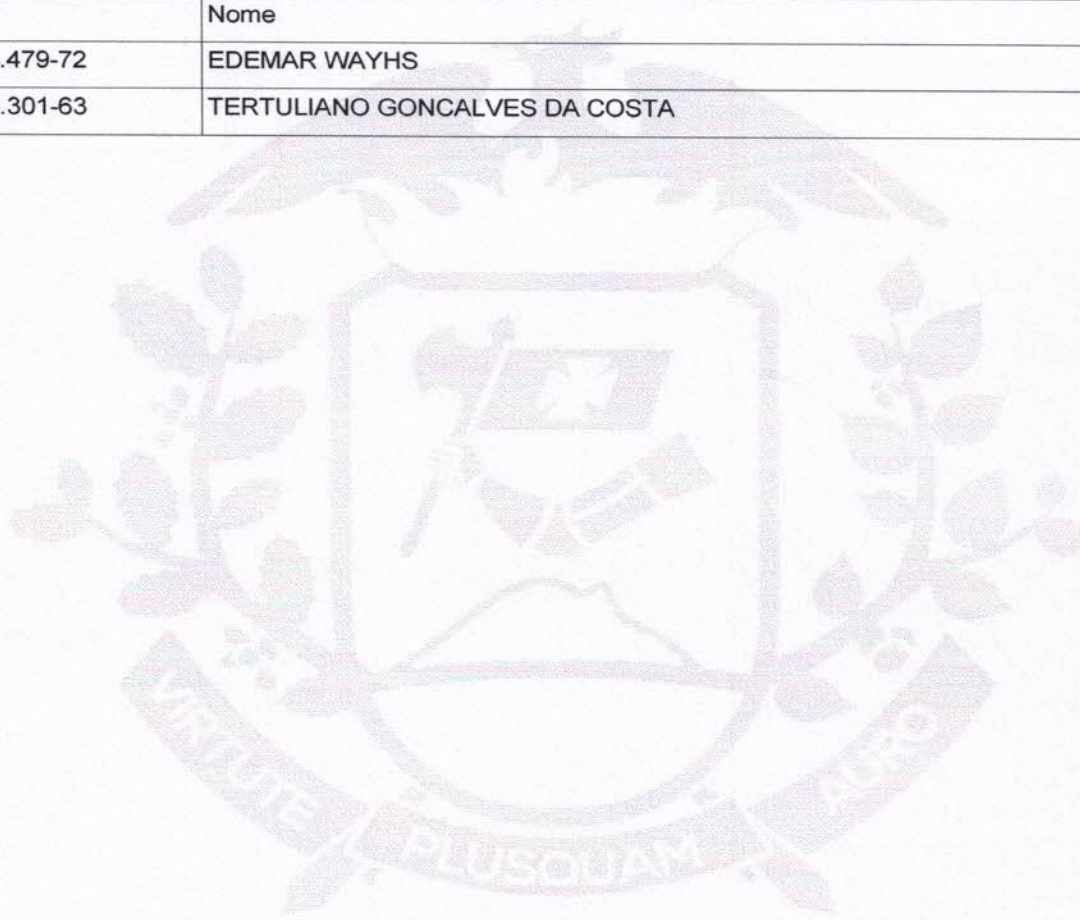 Nome
.479-72 EDEMAR WAYHS
.301-63 TERTULIANO GONCALVES DA COSTA
VIRTUTE PLUSQUAM AURO